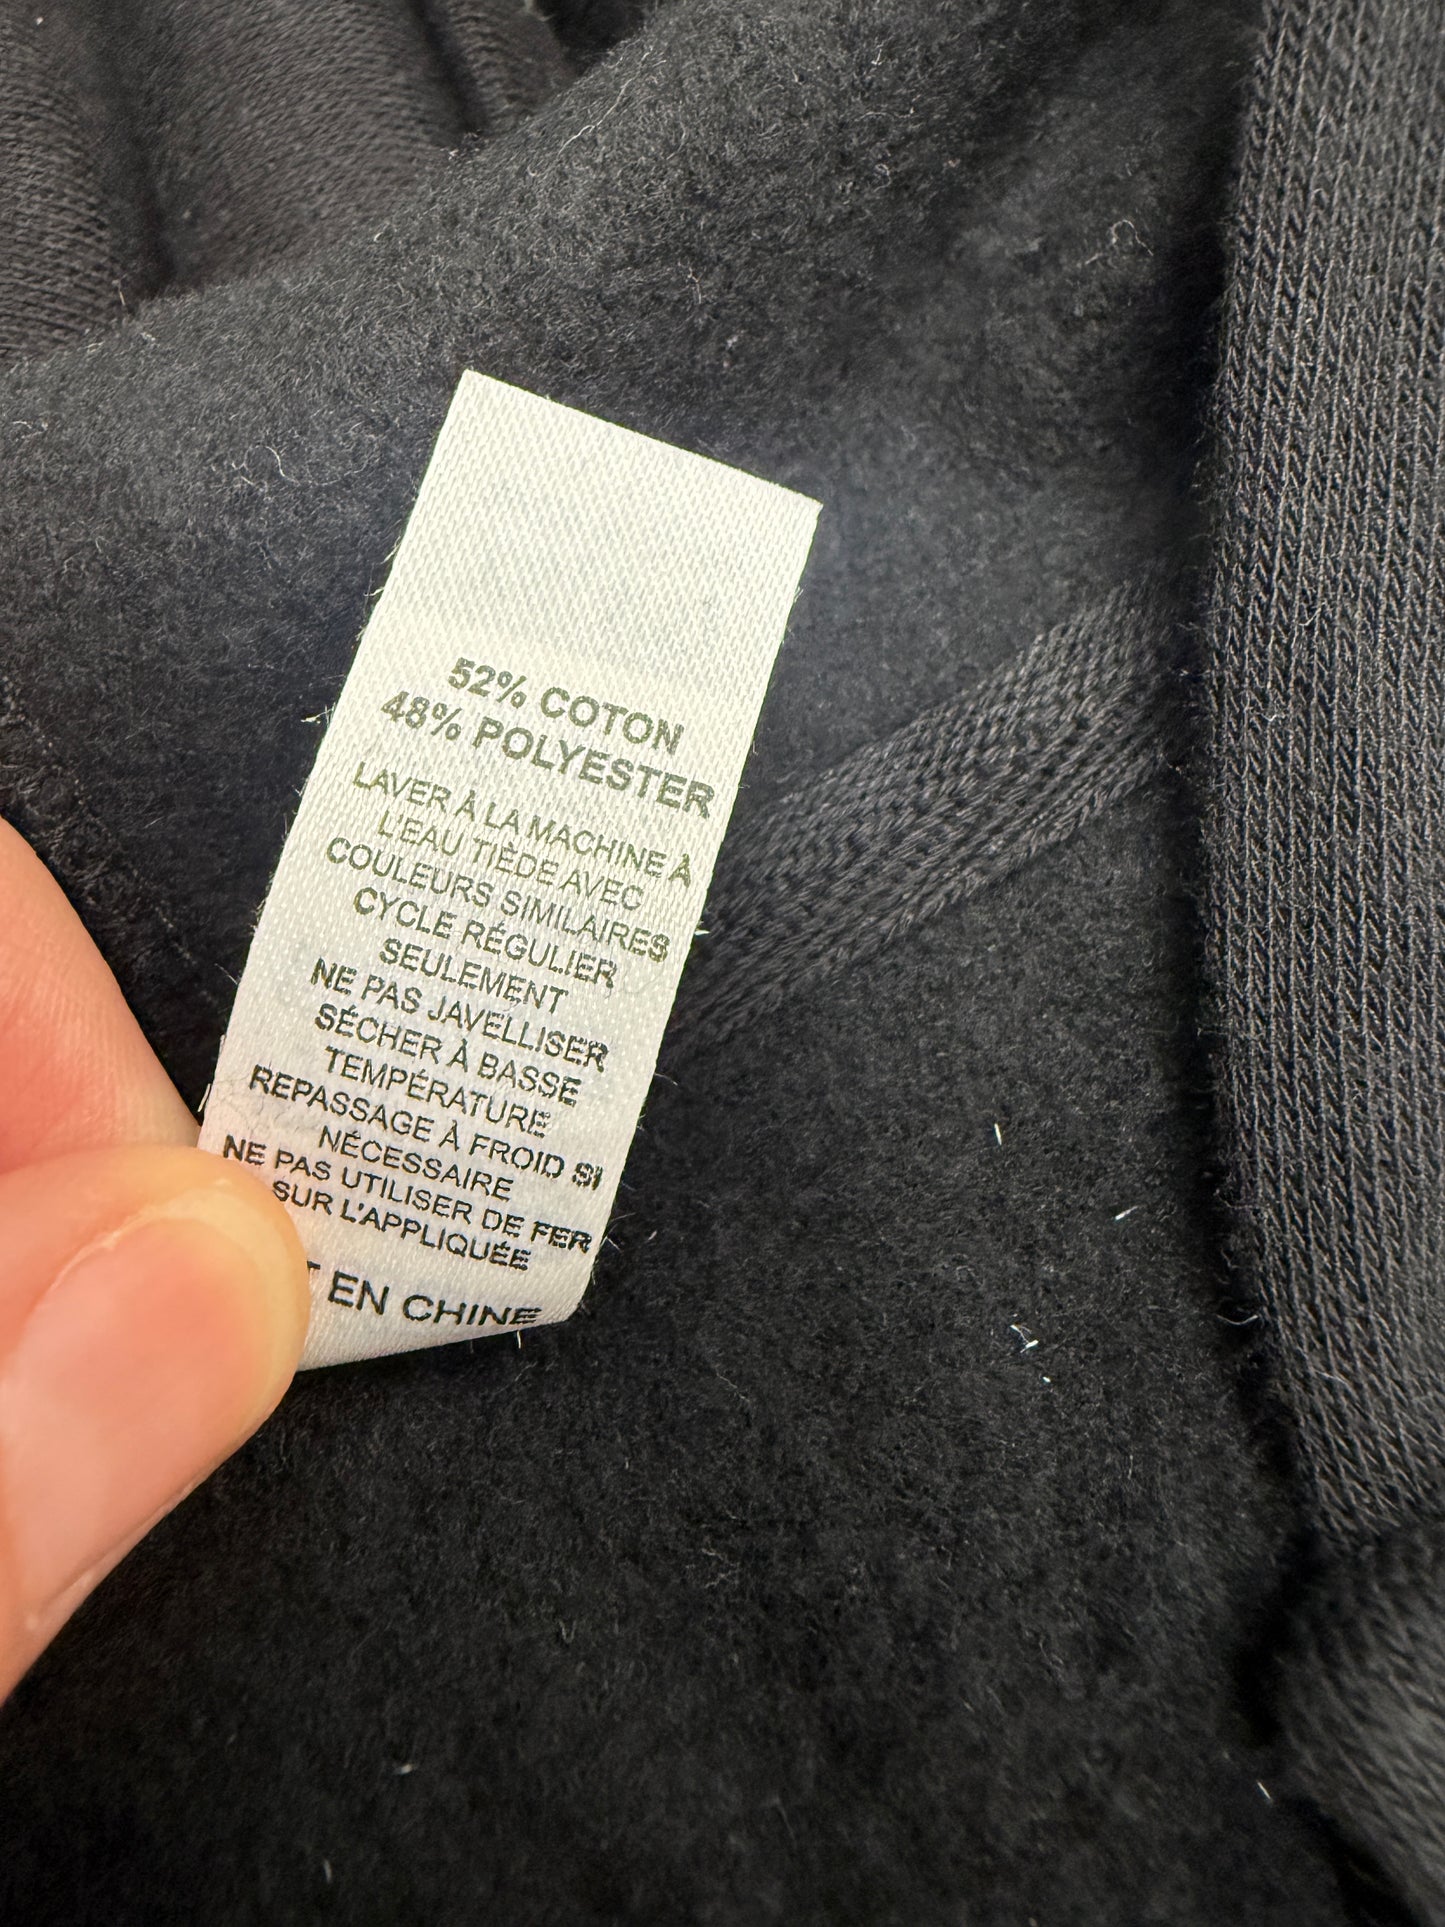 52% COTON
48% POLYESTER
LAVER À LA MACHINE À
L'EAU TIÈDE AVEC
COULEURS SIMILAIRES
CYCLE RÉGULIER
SEULEMENT
NE PAS JAVELLISER
SÉCHER À BASSE
TEMPÉRATURE
REPASSAGE À FROID SI
NÉCESSAIRE
NE PAS UTILISER DE FER
SUR L'APPLIQUÉE
EN CHINE